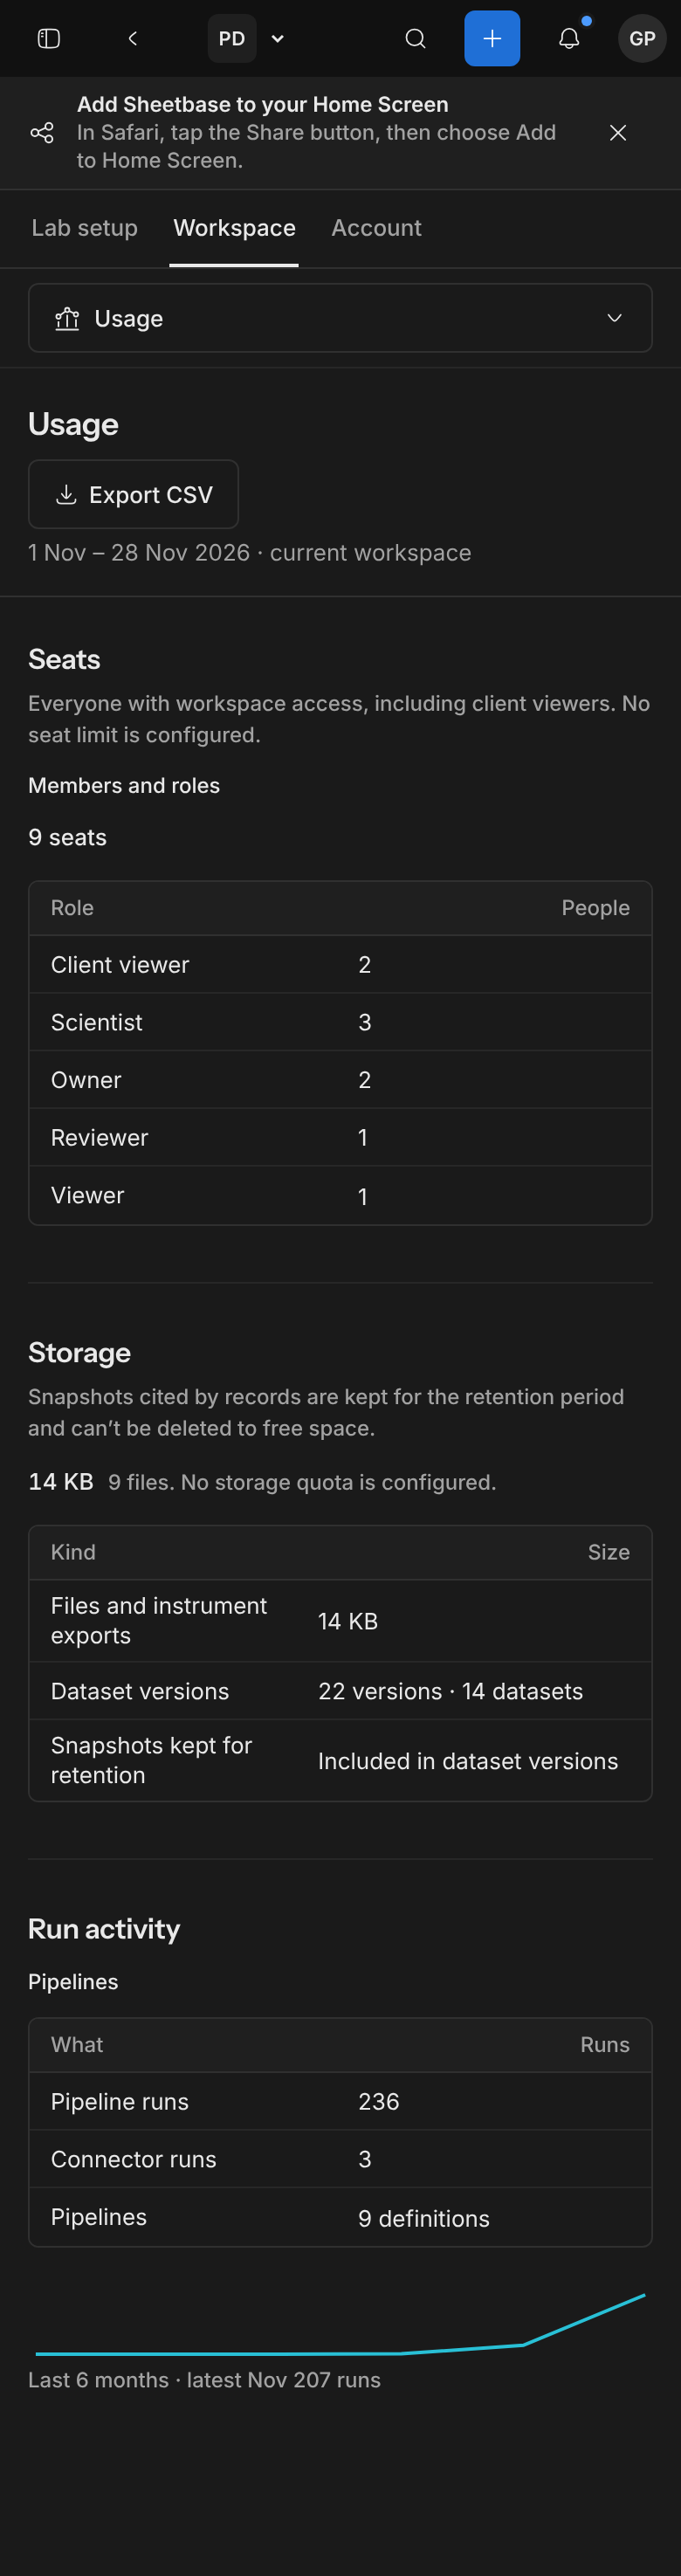 PD
GP
Add Sheetbase to your Home Screen
In Safari, tap the Share button, then choose Add
to Home Screen.
Lab setup Workspace Account
Usage
Usage
Export CSV
1 Nov – 28 Nov 2026 · current workspace
Seats
Everyone with workspace access, including client viewers. No
seat limit is configured.
Members and roles
9 seats
Role People
Client viewer 2
Scientist 3
Owner 2
Reviewer 1
Viewer 1
Storage
Snapshots cited by records are kept for the retention period
and can’t be deleted to free space.
14 KB 9 files. No storage quota is configured.
Kind Size
Files and instrument
exports
14 KB
Dataset versions 22 versions · 14 datasets
Snapshots kept for
retention
Included in dataset versions
Run activity
Pipelines
What Runs
Pipeline runs 236
Connector runs 3
Pipelines 9 definitions
Last 6 months · latest Nov 207 runs